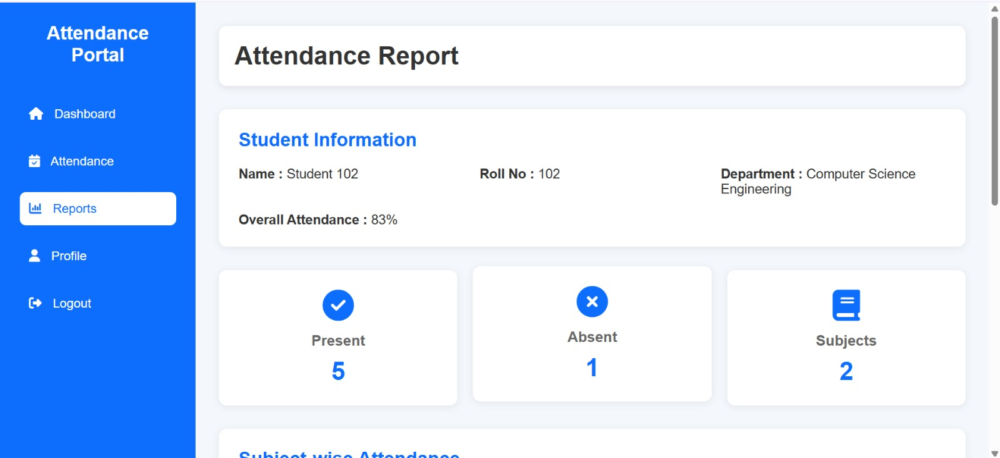 Attendance
Portal
Dashboard
Attendance
Reports
Profile
Logout
Attendance Report
Student Information
Name : Student 102
Roll No : 102
Department : Computer Science
Engineering
Overall Attendance : 83%
Present
5
Absent
1
Subjects
2
Subject-wise Attendance